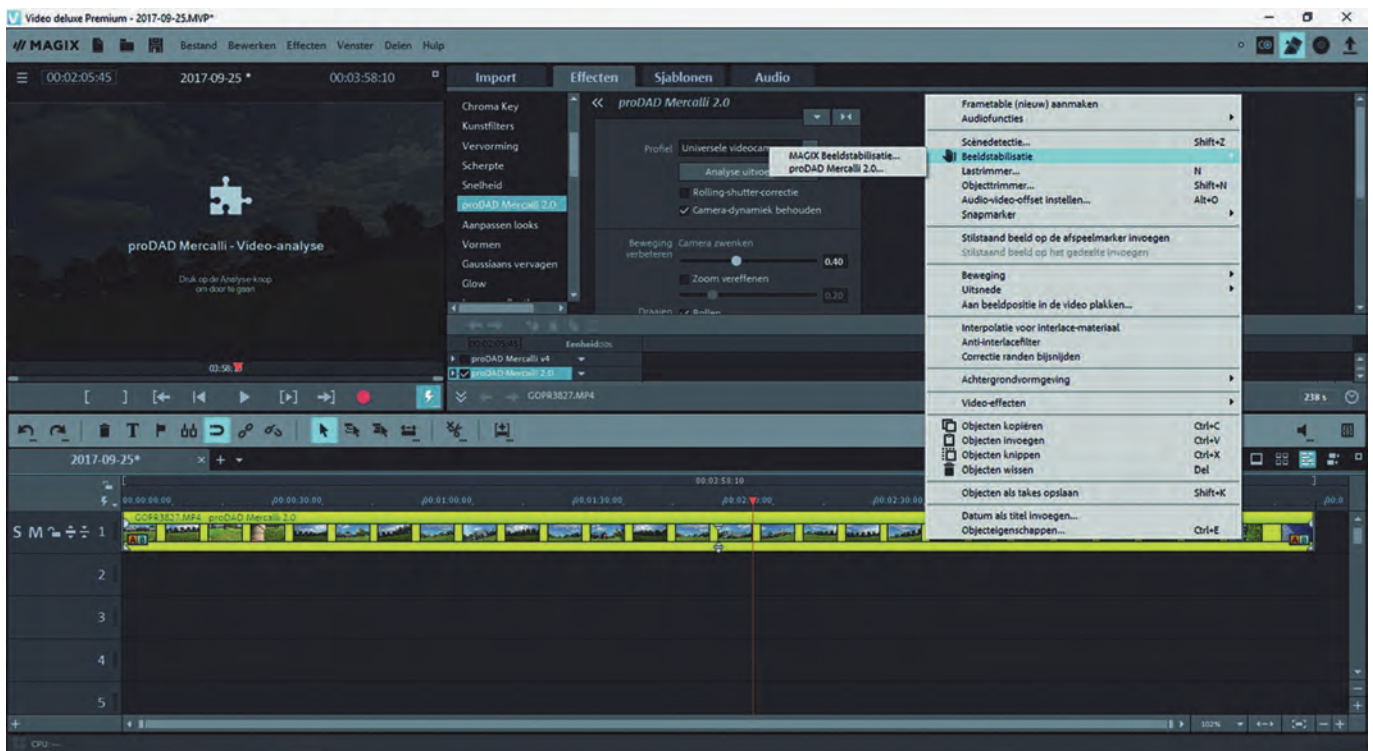 Video deluxe Premium - 2017-09-25.MVP*
MAGIX Bestand Bewerken Effecten Venster Delen Hulp
00:02:05:45 2017-09-25 * 00:03:58:10
proDAD Mercalli - Video-analyse
Druk op de Analyse-knop
om door te gaan
03:58:
Import Effecten Sjablonen Audio
Chroma Key
Kunstfilters
Vervorming
Scherpte
Snelheid
proDAD Mercalli 2.0
Aanpassen looks
Vormen
Gaussiaans vervagen
Glow
proDAD Mercalli 2.0
Profiel Universele videocam
Analyse uitvoe
Rolling-shutter-correctie
Camera-dynamiek behouden
Beweging verbeteren Camera zwenken
0.40
Zoom vereffenen
0.20
Draaien Rollen
00:02:05:45 Eenheid:
proDAD Mercalli v4
proDAD Mercalli 2.0
GOPR3827.MP4
238 s
MAGIX Beeldstabilisatie...
proDAD Mercalli 2.0...
Frametable (nieuw) aanmaken
Audiofuncties
Scènedetectie... Shift+Z
Beeldstabilisatie
Lastrimmer... N
Objecttrimmer... Shift+N
Audio-video-offset instellen... Alt+O
Snapmarker
Stilstaand beeld op de afspeelmarker invoegen
Stilstaand beeld op het gedeelte invoegen
Beweging
Uitsnede
Aan beeldpositie in de video plakken...
Interpolatie voor interlace-materiaal
Anti-interlacefilter
Correctie randen bijsnijden
Achtergrondvormgeving
Video-effecten
Objecten kopiëren Ctrl+C
Objecten invoegen Ctrl+V
Objecten knippen Ctrl+X
Objecten wissen Del
Objecten als takes opslaan Shift+K
Datum als titel invoegen...
Objecteigenschappen... Ctrl+E
2017-09-25* × +
00:03:58:10
00:00:00:00 00:00:30:00 00:01:00:00 00:01:30:00 00:02: 00 00:02:30:00 00:0
S M 1
GOPR3827.MP4 proDAD Mercalli 2.0
2
3
4
5
102%
CPU: —